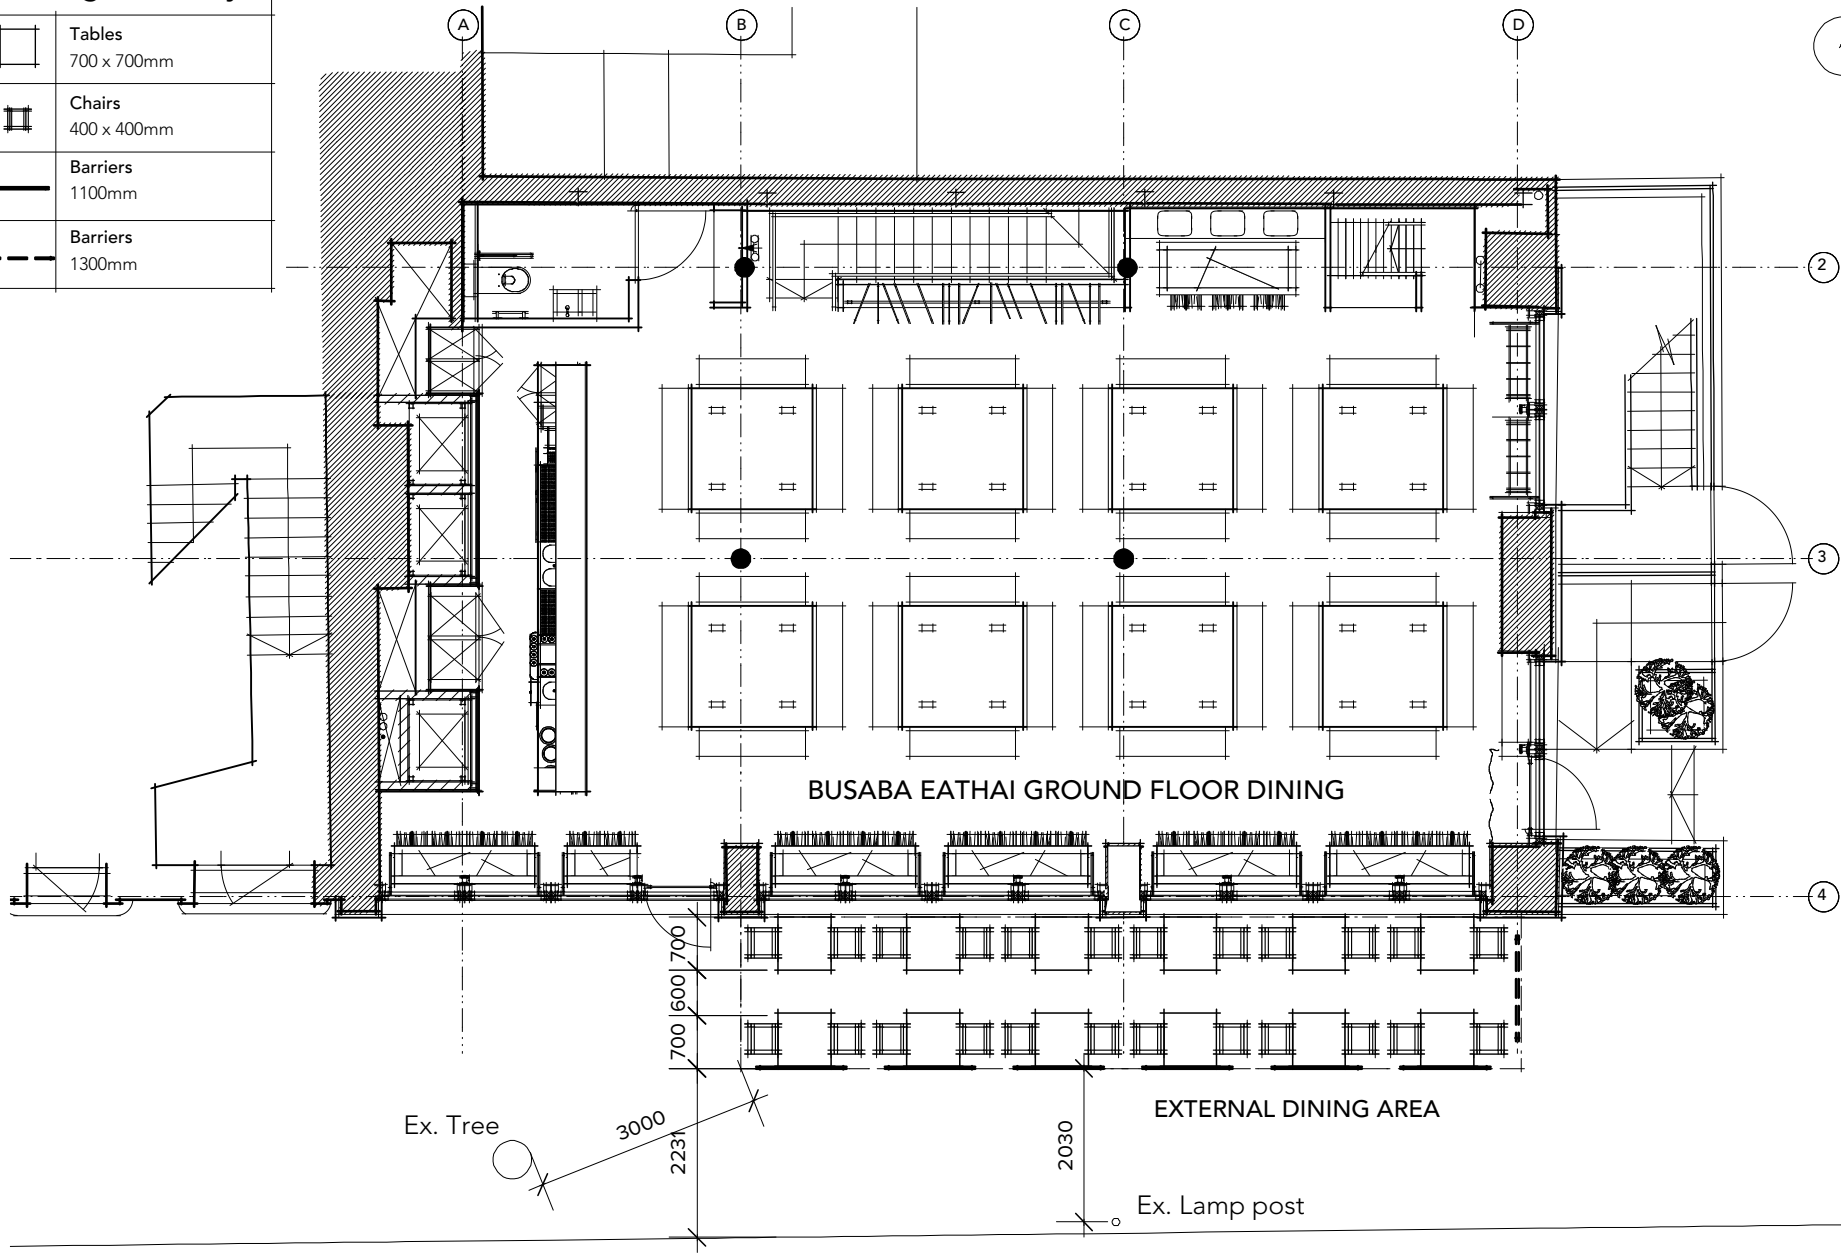 A
B
C
D
Tables
700 x 700mm
Chairs
400 x 400mm
Barriers
1100mm
Barriers
1300mm
2
3
BUSABA EATHAI GROUND FLOOR DINING
4
700
600
700
EXTERNAL DINING AREA
Ex. Tree
3000
2231
2030
Ex. Lamp post